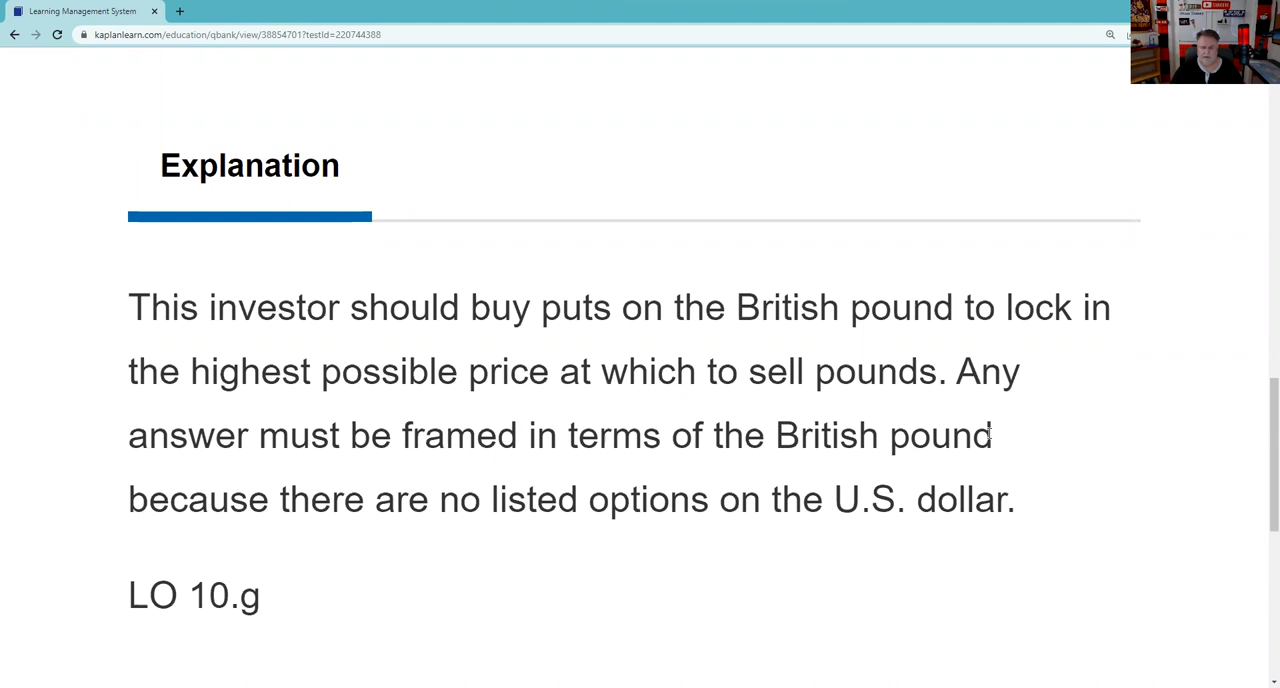 Learning Management System
kaplanlearn.com/education/qbank/view/38854701?testId=220744388
Explanation
This investor should buy puts on the British pound to lock in
the highest possible price at which to sell pounds. Any
answer must be framed in terms of the British pound
because there are no listed options on the U.S. dollar.
LO 10.g